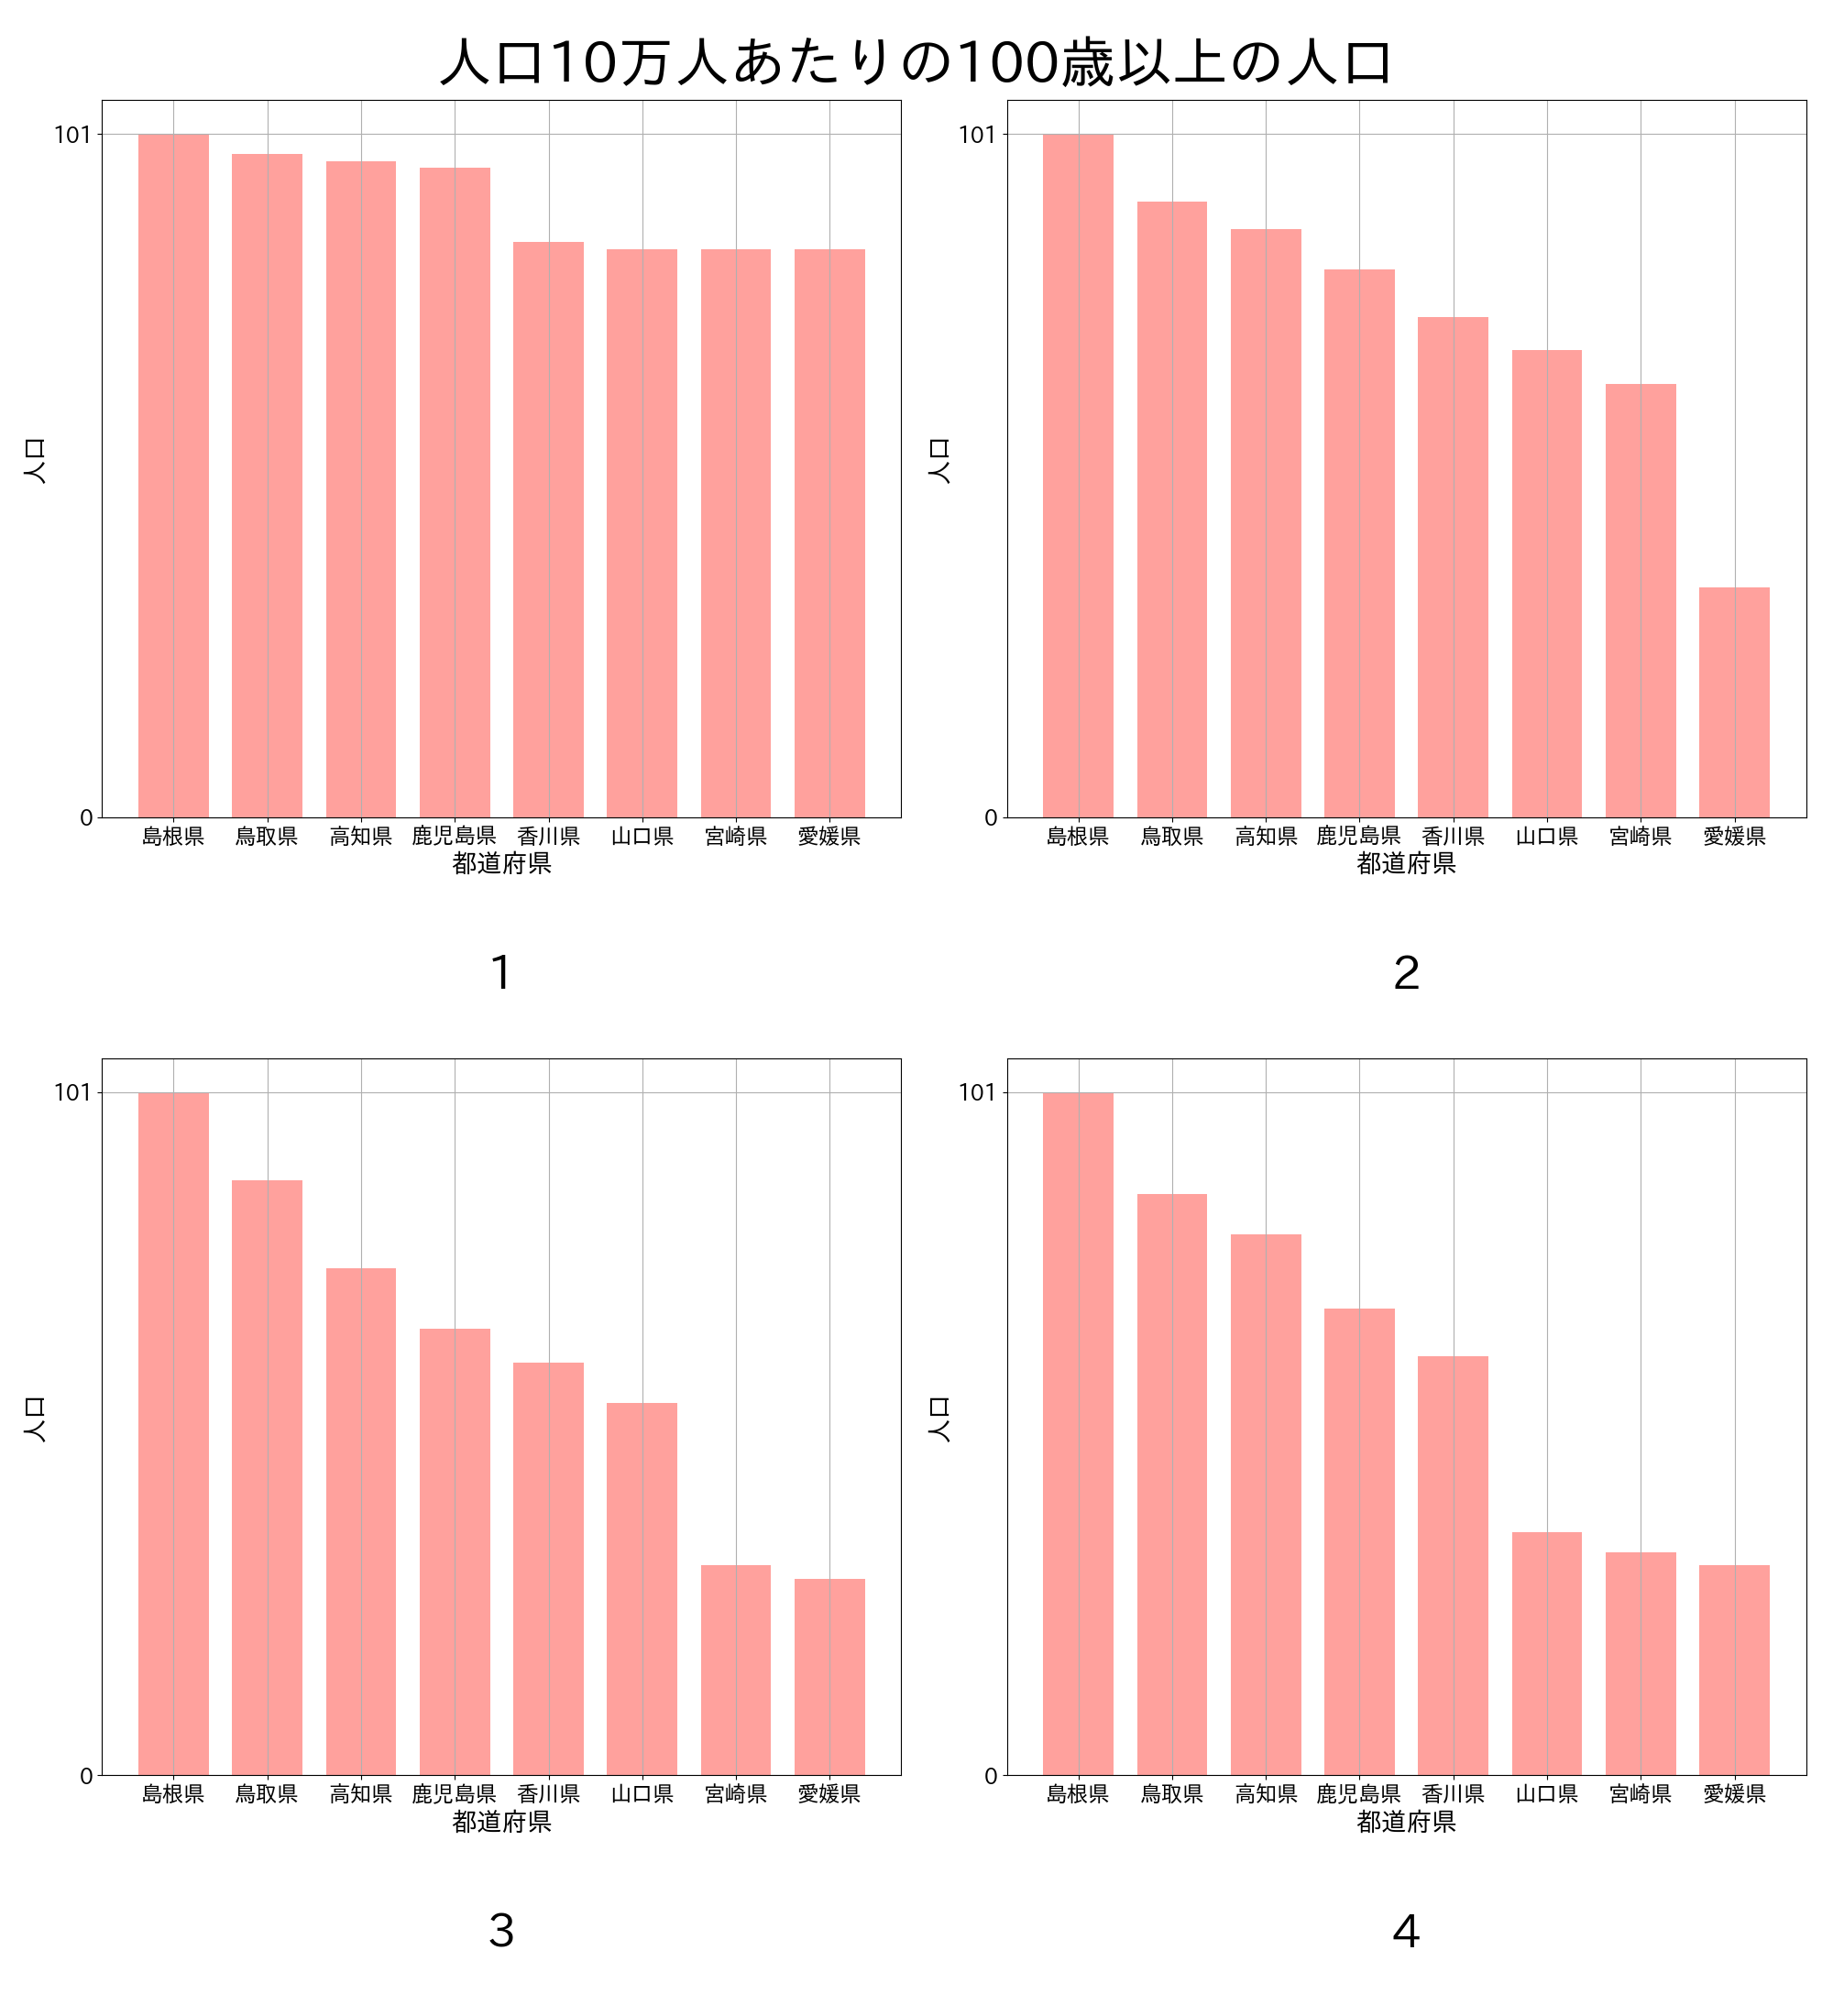 人口10万人あたりの100歳以上の人口
人口
101
0
島根県 鳥取県 高知県 鹿児島県 香川県 山口県 宮崎県 愛媛県
都道府県
1
人口
101
0
島根県 鳥取県 高知県 鹿児島県 香川県 山口県 宮崎県 愛媛県
都道府県
2
人口
101
0
島根県 鳥取県 高知県 鹿児島県 香川県 山口県 宮崎県 愛媛県
都道府県
3
人口
101
0
島根県 鳥取県 高知県 鹿児島県 香川県 山口県 宮崎県 愛媛県
都道府県
4